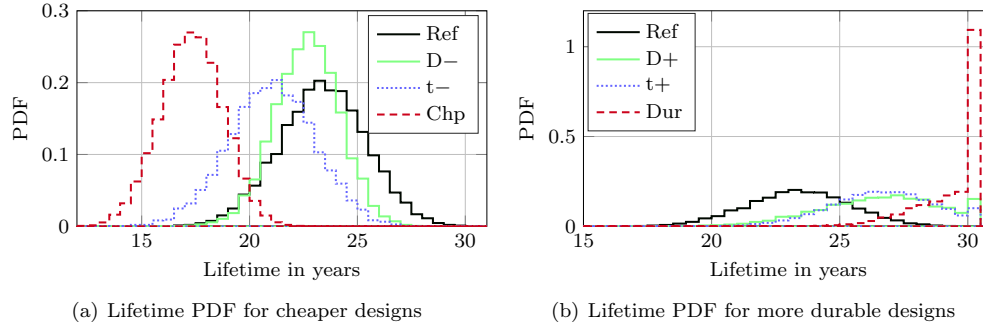 0.3
0.2
0.1
0
PDF
15
20
25
30
Lifetime in years
Ref
D−
t−
Chp
(a) Lifetime PDF for cheaper designs
1
0.5
0
PDF
15
20
25
30
Lifetime in years
Ref
D+
t+
Dur
(b) Lifetime PDF for more durable designs